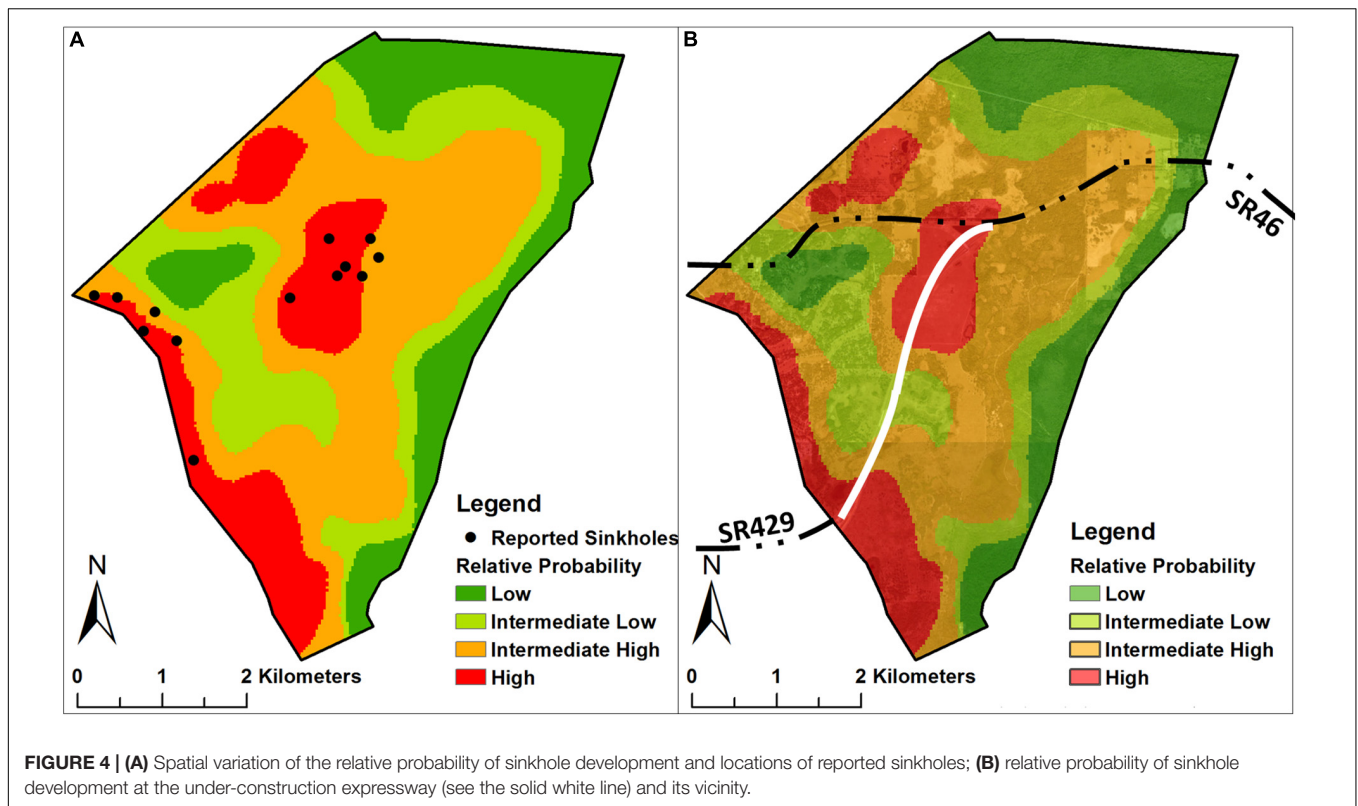 A
Legend
Reported Sinkholes
Relative Probability
Low
Intermediate Low
Intermediate High
High
N
0 1 2 Kilometers
B
SR46
SR429
Legend
Relative Probability
Low
Intermediate Low
Intermediate High
High
N
0 1 2 Kilometers
FIGURE 4 | (A) Spatial variation of the relative probability of sinkhole development and locations of reported sinkholes; (B) relative probability of sinkhole
development at the under-construction expressway (see the solid white line) and its vicinity.